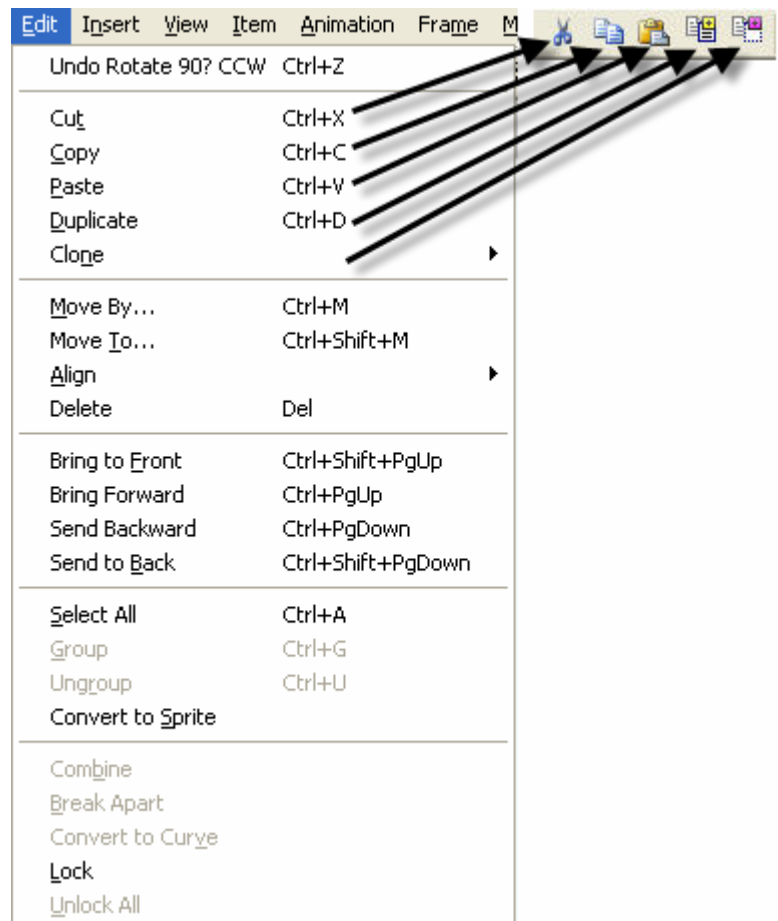 Edit Insert View Item Animation Frame M
Undo Rotate 90? CCW Ctrl+Z
Cut Ctrl+X
Copy Ctrl+C
Paste Ctrl+V
Duplicate Ctrl+D
Clone
Move By... Ctrl+M
Move To... Ctrl+Shift+M
Align
Delete Del
Bring to Front Ctrl+Shift+PgUp
Bring Forward Ctrl+PgUp
Send Backward Ctrl+PgDown
Send to Back Ctrl+Shift+PgDown
Select All Ctrl+A
Group Ctrl+G
Ungroup Ctrl+U
Convert to Sprite
Combine
Break Apart
Convert to Curve
Lock
Unlock All